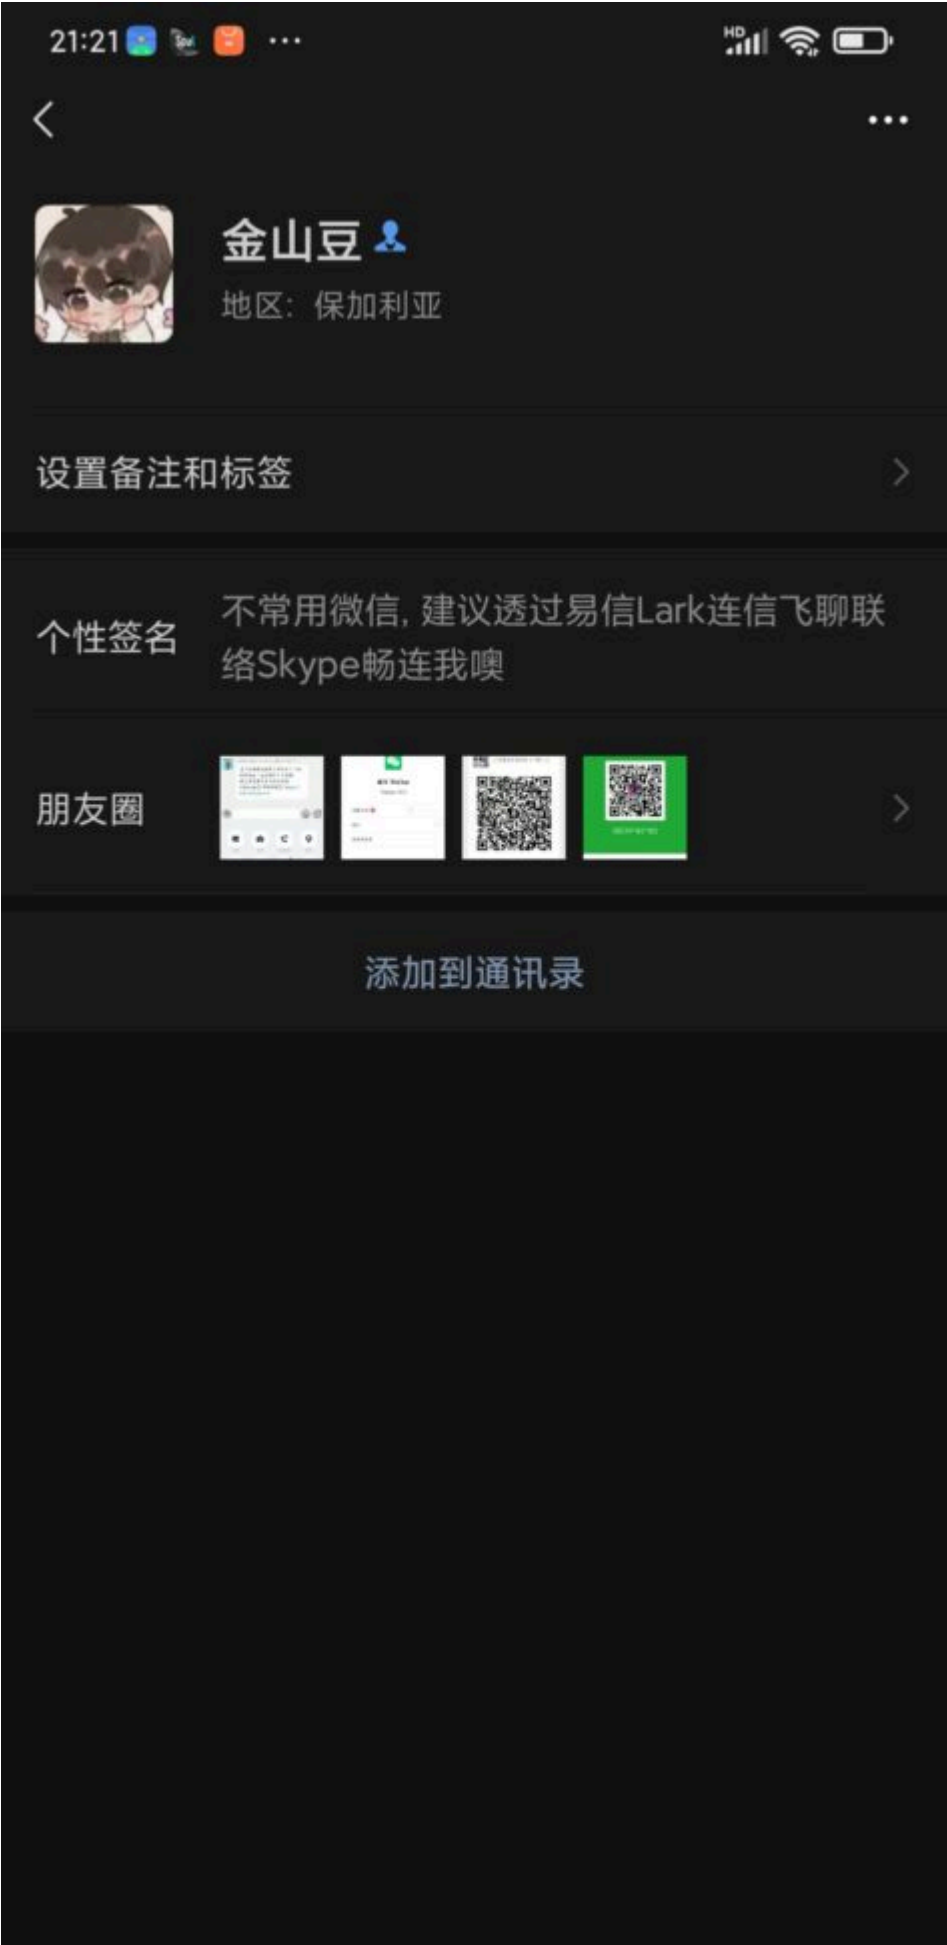 21:21
HD
金山豆
地区: 保加利亚
设置备注和标签
个性签名
不常用微信, 建议透过易信Lark连信飞聊联
络Skype畅连我噢
朋友圈
添加到通讯录